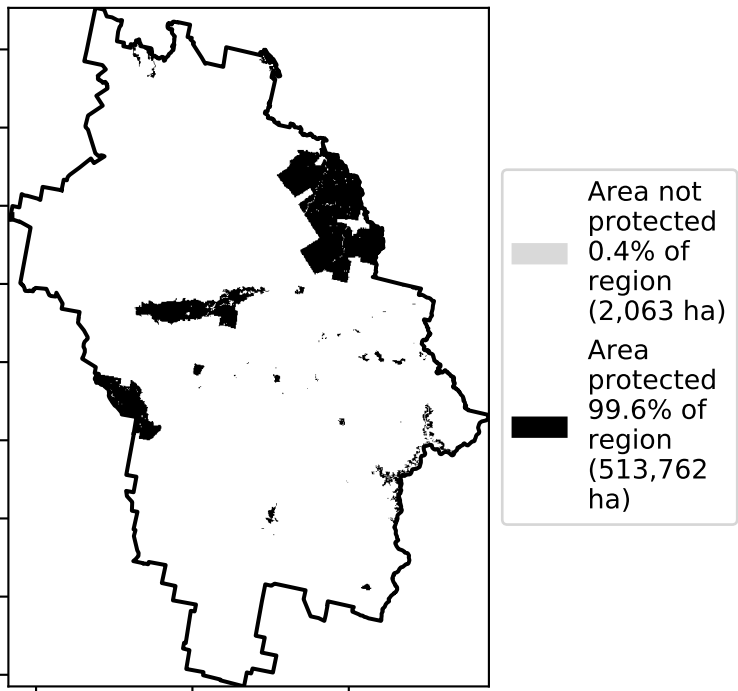 Area not
protected
0.4% of
region
(2,063 ha)
Area
protected
99.6% of
region
(513,762
ha)